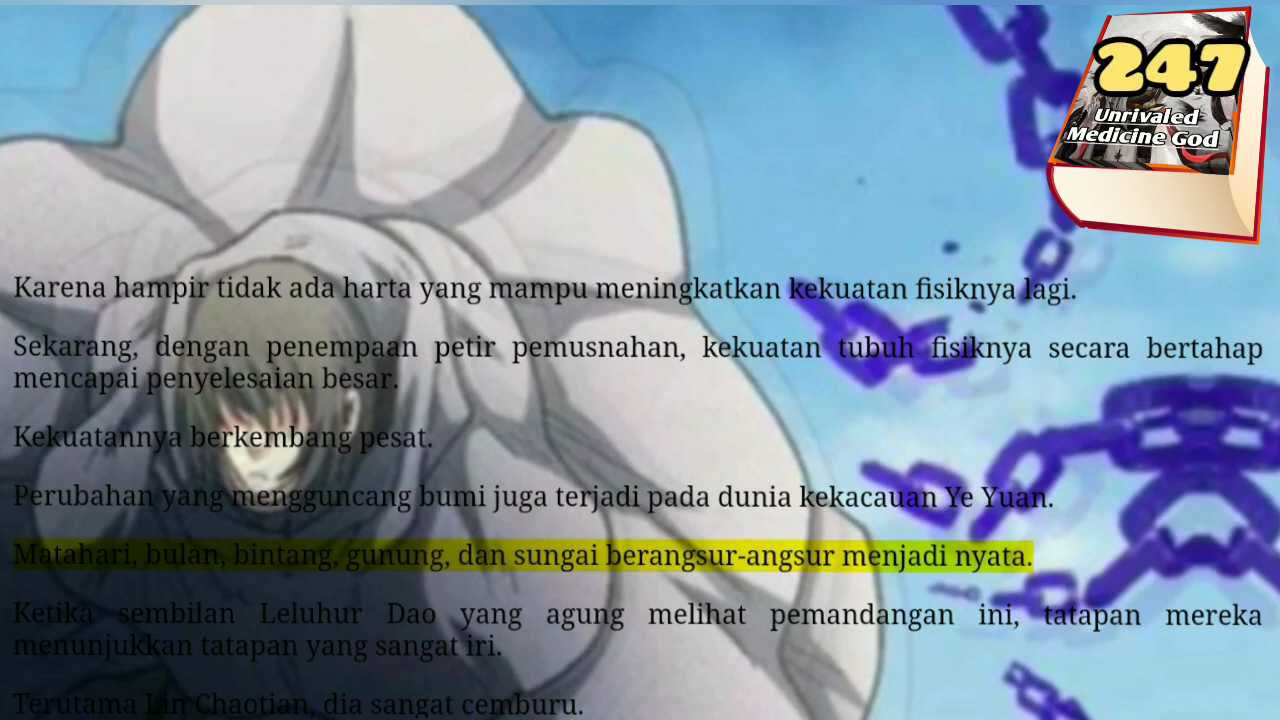 247
Unrivaled
Medicine God
Karena hampir tidak ada harta yang mampu meningkatkan kekuatan fisiknya lagi.
Sekarang, dengan penempaan petir pemusnahan, kekuatan tubuh fisiknya secara bertahap
mencapai penyelesaian besar.
Kekuatannya berkembang pesat.
Perubahan yang mengguncang bumi juga terjadi pada dunia kekacauan Ye Yuan.
Matahari, bulan, bintang, gunung, dan sungai berangsur-angsur menjadi nyata.
Ketika sembilan Leluhur Dao yang agung melihat pemandangan ini, tatapan mereka
menunjukkan tatapan yang sangat iri.
Terutama Lin Chaotian, dia sangat cemburu.